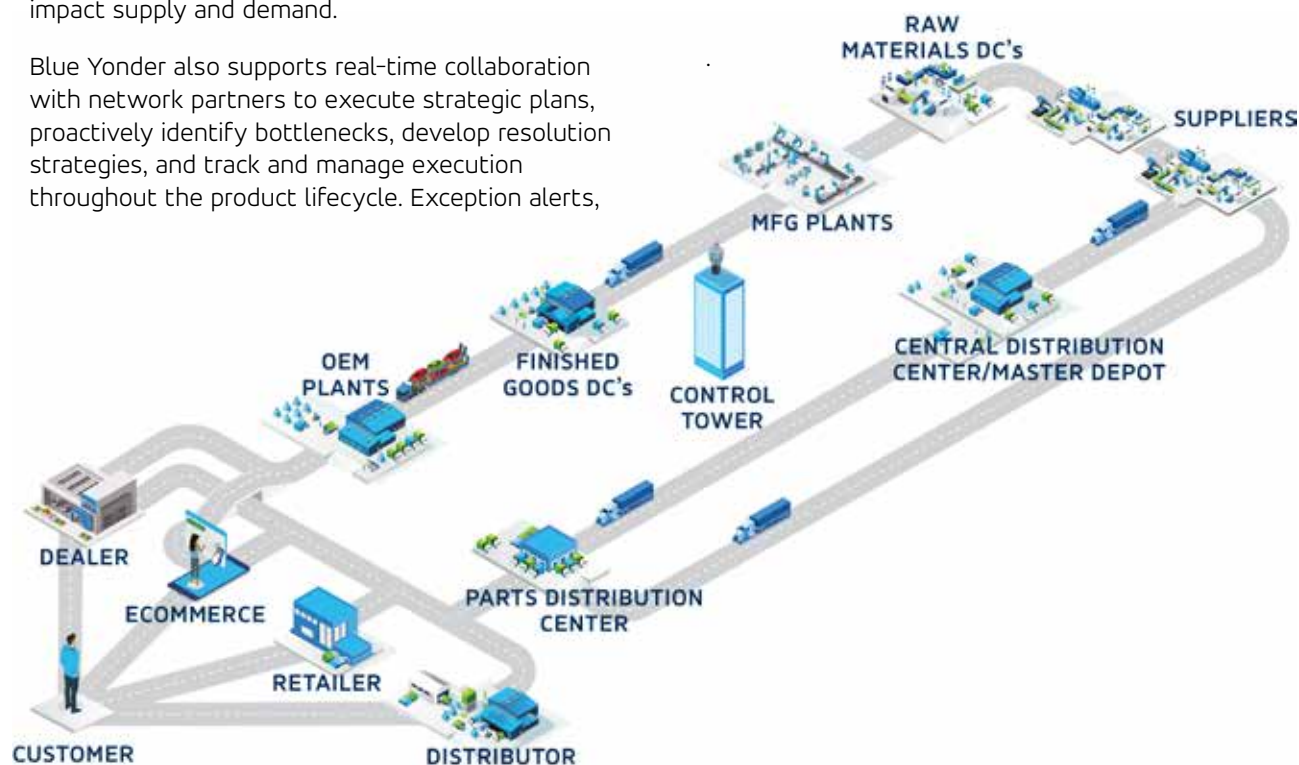 impact supply and demand.
Blue Yonder also supports real-time collaboration
with network partners to execute strategic plans,
proactively identify bottlenecks, develop resolution
strategies, and track and manage execution
throughout the product lifecycle. Exception alerts,
RAW
MATERIALS DC's
SUPPLIERS
MFG PLANTS
CENTRAL DISTRIBUTION
CENTER/MASTER DEPOT
OEM
PLANTS
FINISHED
GOODS DC's
CONTROL
TOWER
DEALER
ECOMMERCE
PARTS DISTRIBUTION
CENTER
RETAILER
CUSTOMER
DISTRIBUTOR